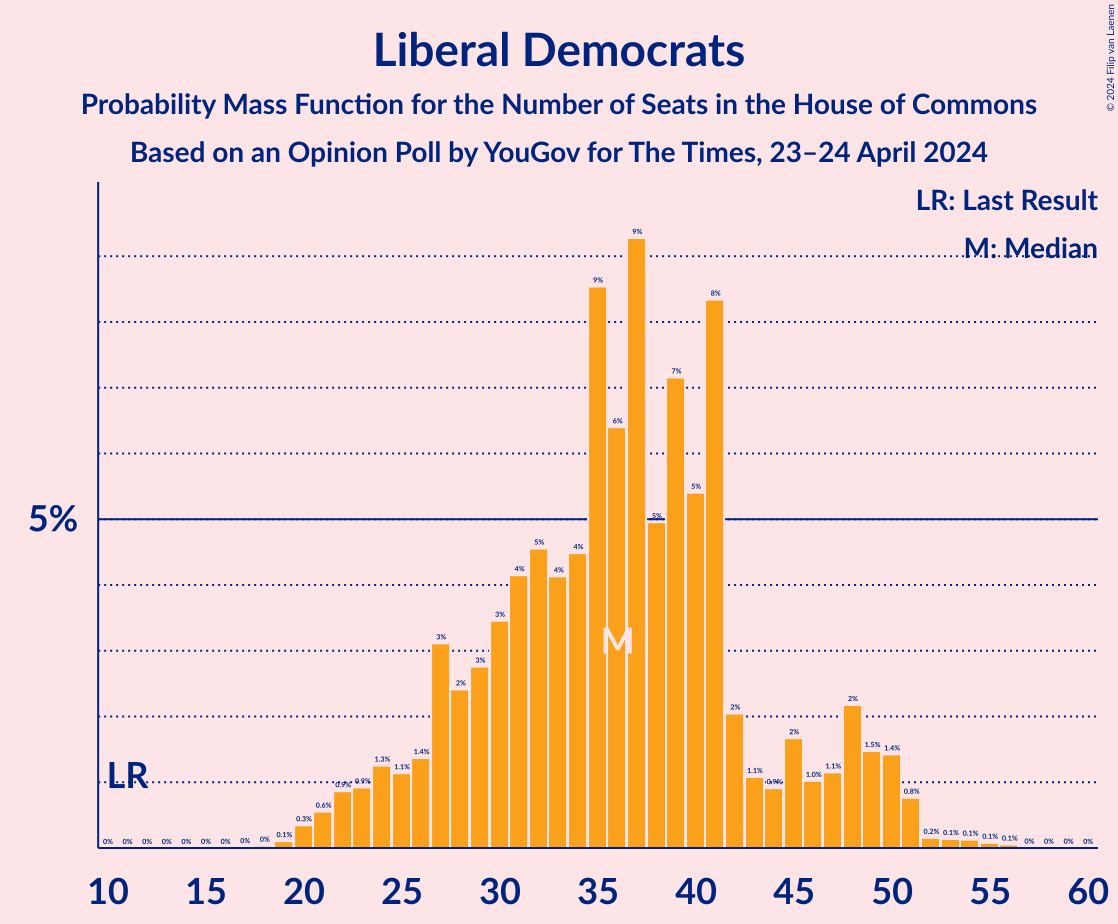 Liberal Democrats
Probability Mass Function for the Number of Seats in the House of Commons
Based on an Opinion Poll by YouGov for The Times, 23–24 April 2024
© 2024 Filip van Laenen
LR: Last Result
M: Median
5%
LR
M
0% 0% 0% 0% 0% 0% 0% 0% 0% 0.1% 0.3% 0.6% 0.9% 0.9% 1.3% 1.1% 1.4% 3% 2% 3% 3% 4% 5% 4% 4% 9% 6% 9% 5% 7% 5% 8% 2% 1.1% 0.9% 2% 1.0% 1.1% 2% 1.5% 1.4% 0.8% 0.2% 0.1% 0.1% 0.1% 0.1% 0% 0% 0% 0%
10 15 20 25 30 35 40 45 50 55 60